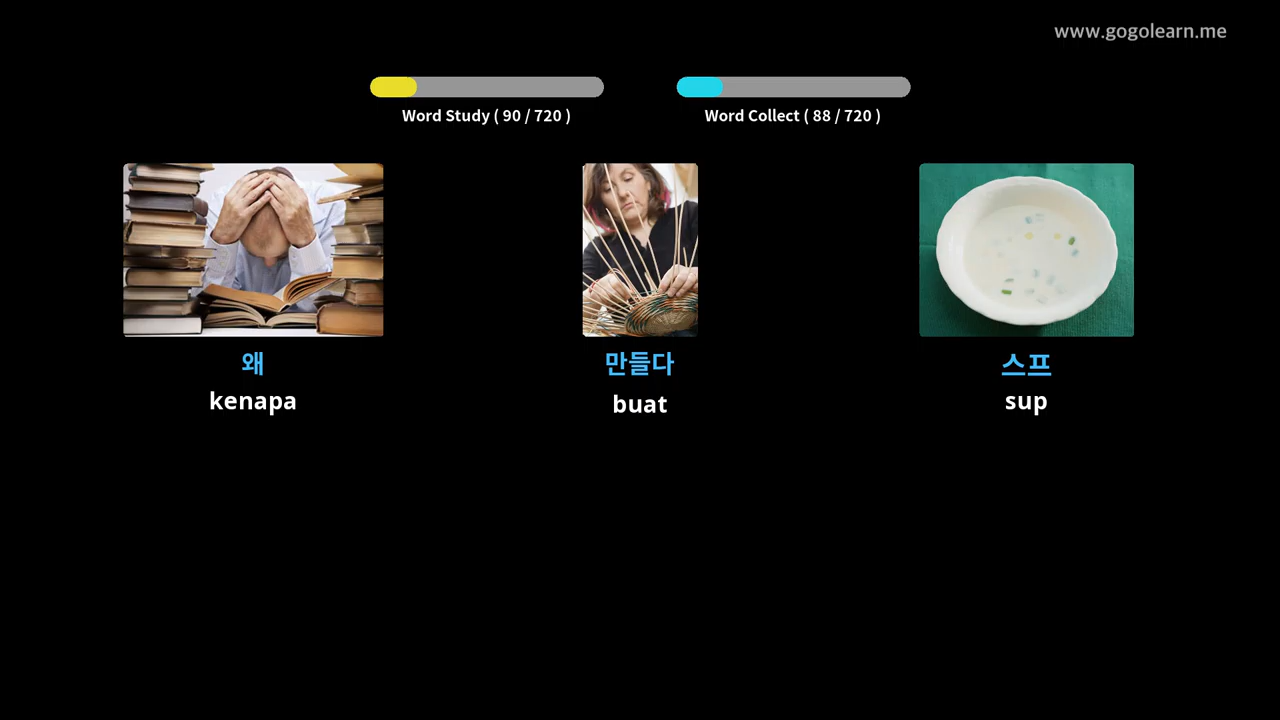 www.gogolearn.me
Word Study ( 90 / 720 )
Word Collect ( 88 / 720 )
왜
만들다
스프
kenapa
buat
sup